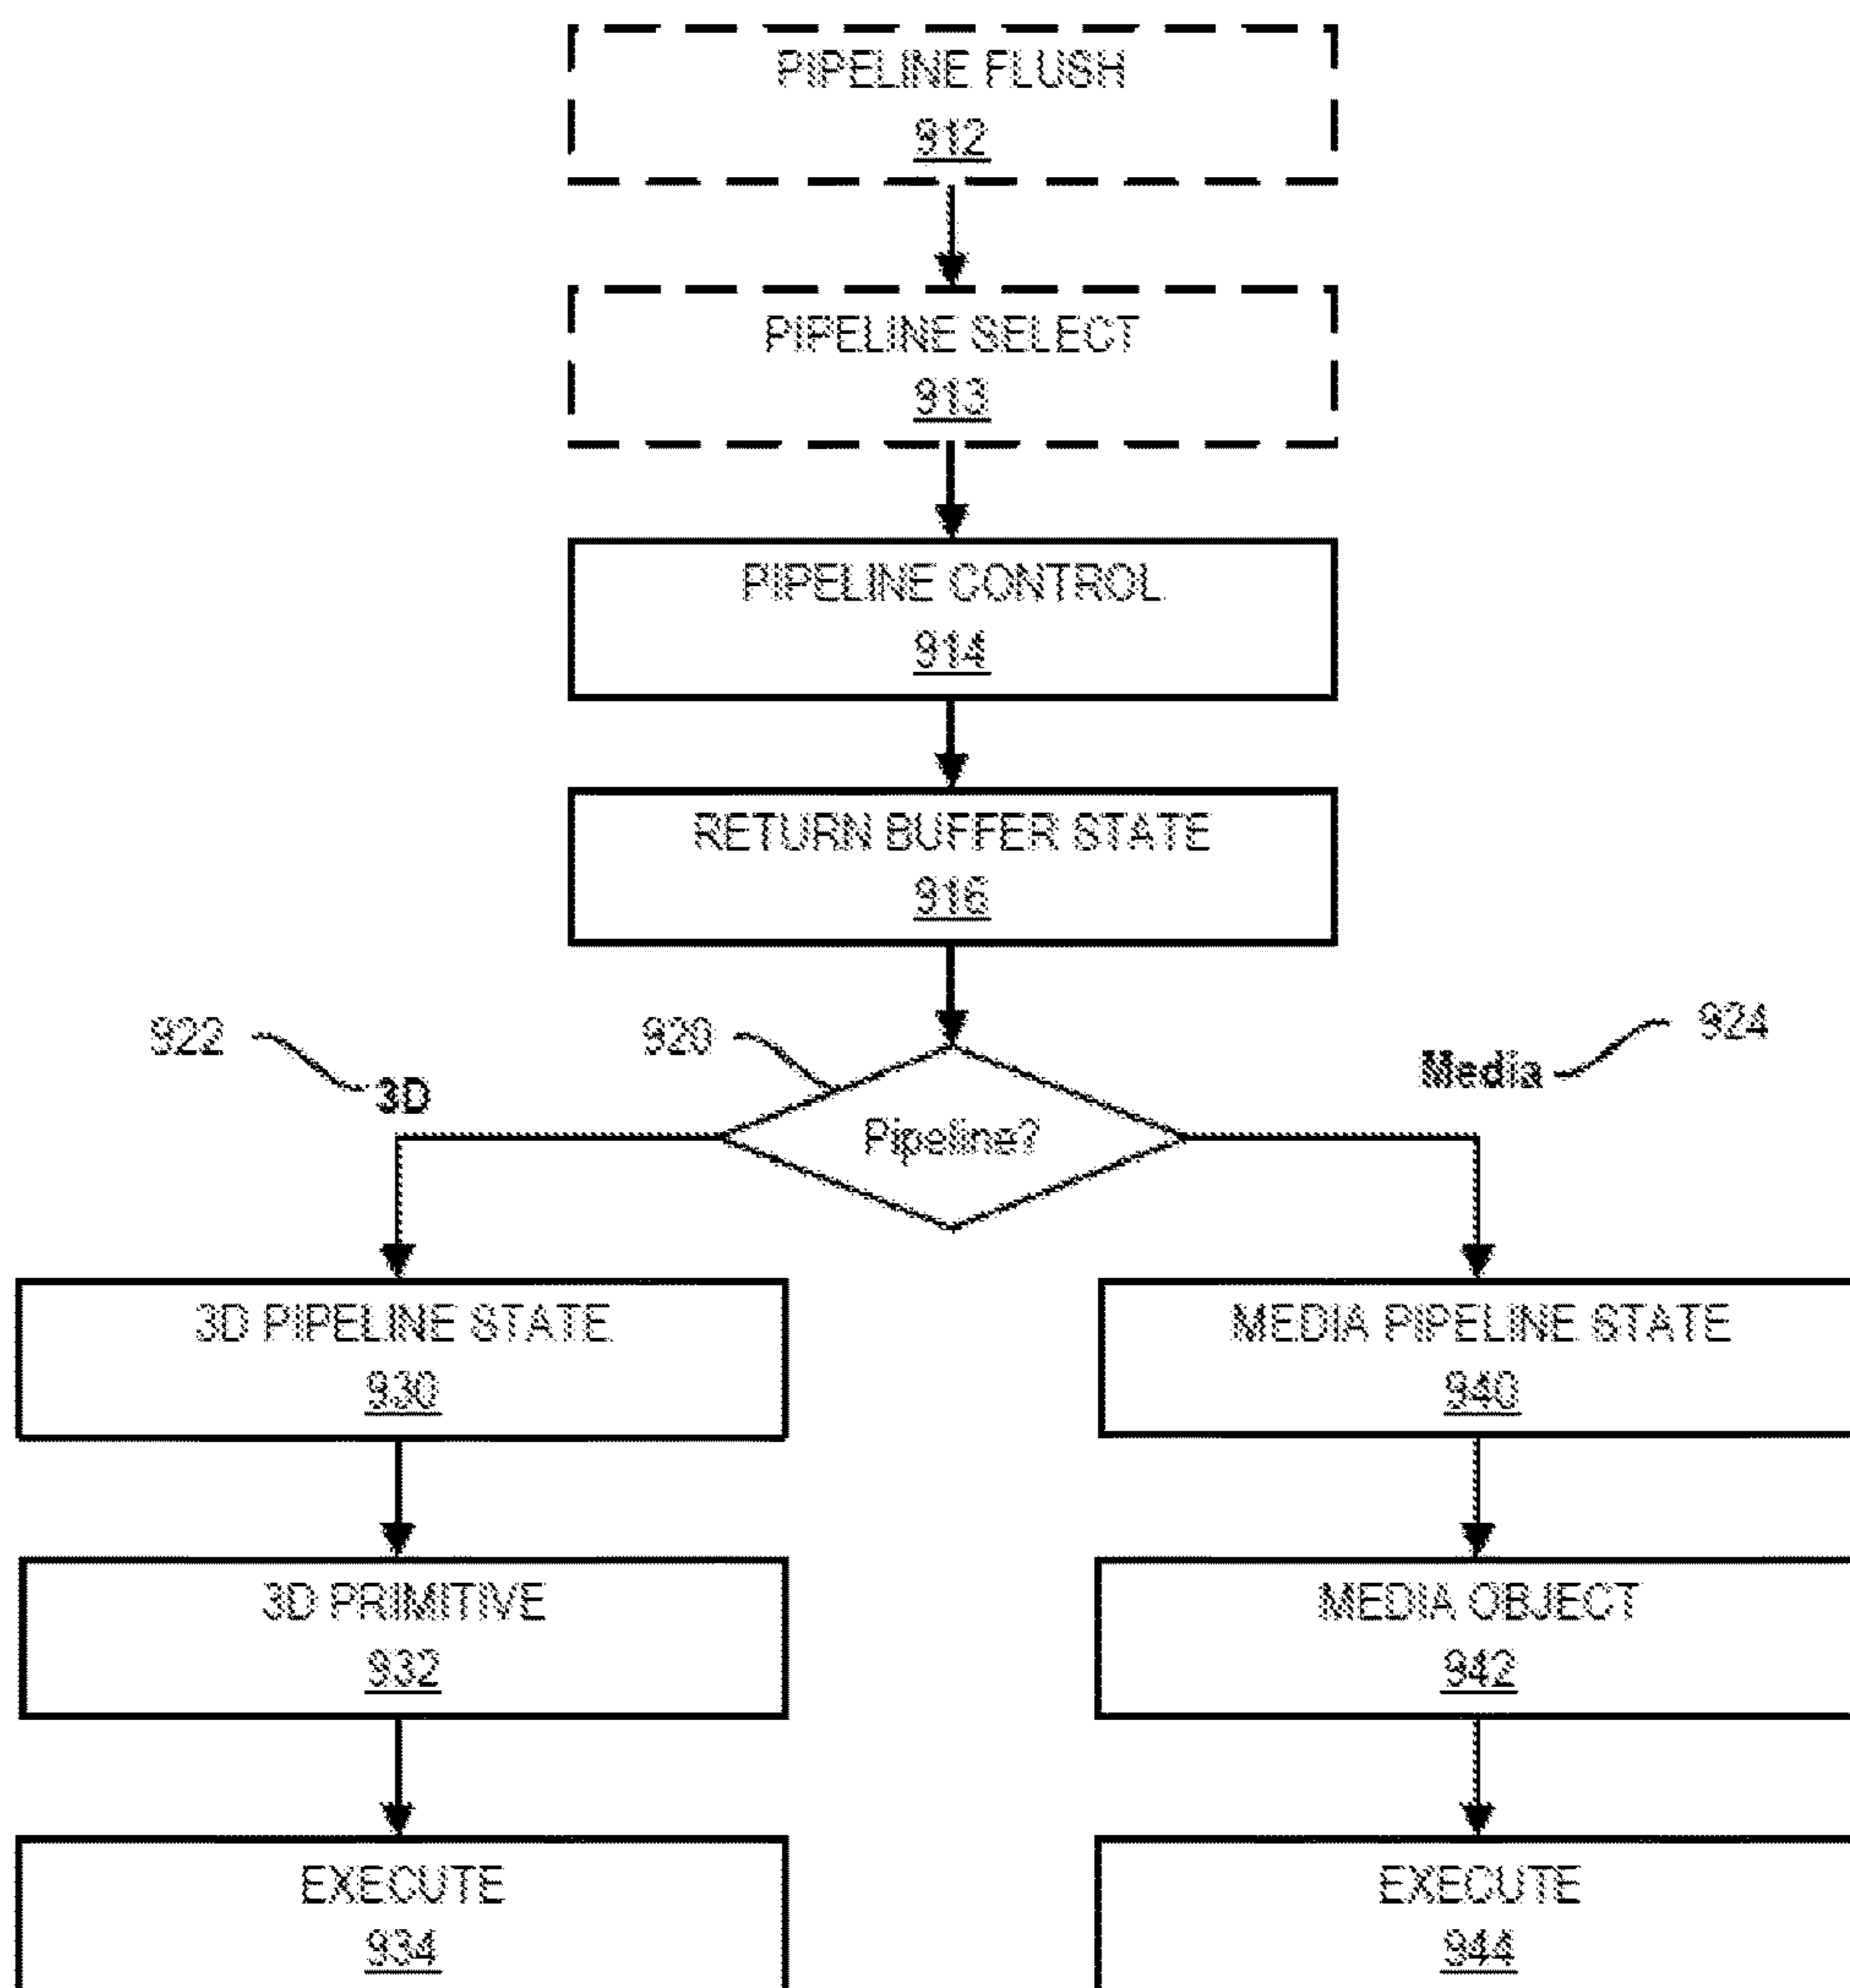 PIPELINE FLUSH
912
PIPELINE SELECT
913
PIPELINE CONTROL
914
RETURN BUFFER STATE
916
922
3D
920
Pipeline?
Media
924
3D PIPELINE STATE
930
MEDIA PIPELINE STATE
940
3D PRIMITIVE
932
MEDIA OBJECT
942
EXECUTE
934
EXECUTE
944